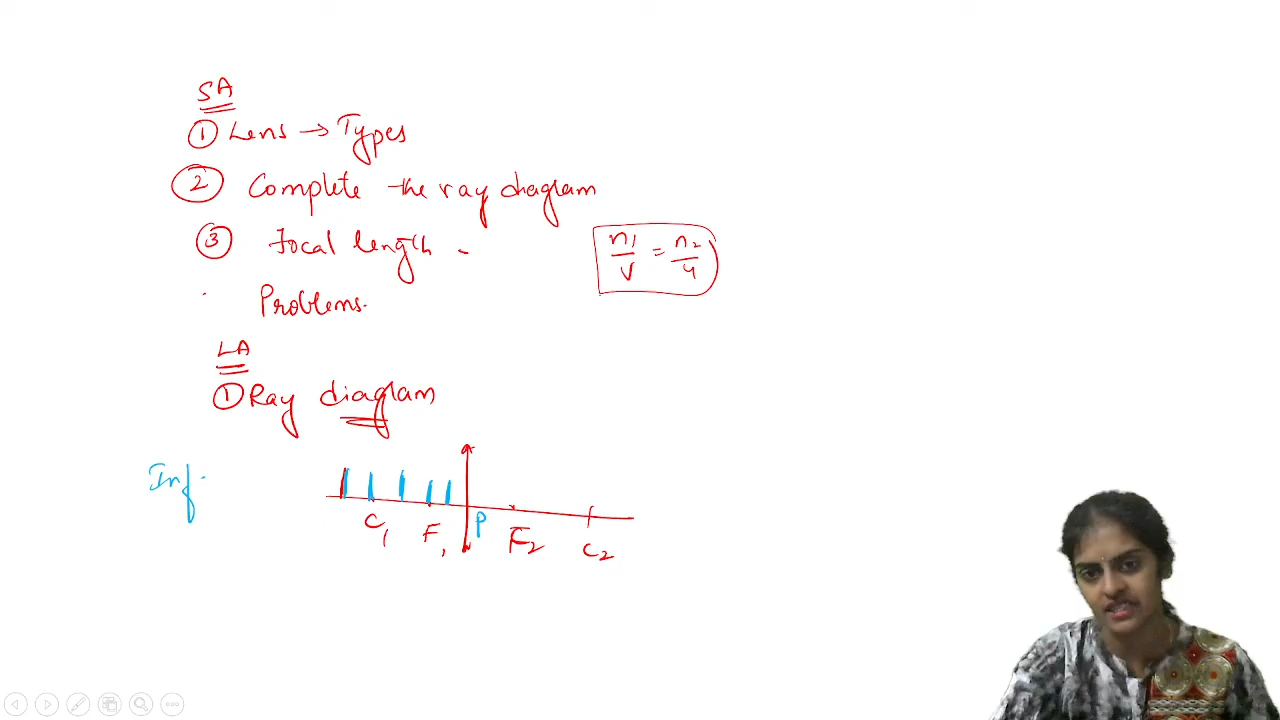 SA
① Lens → Types
② Complete the ray diagram
③ Focal length -
Problems.
n₁/v = n₂/u
LA
① Ray diagram
Inf.
C₁ F₁ P F₂ C₂